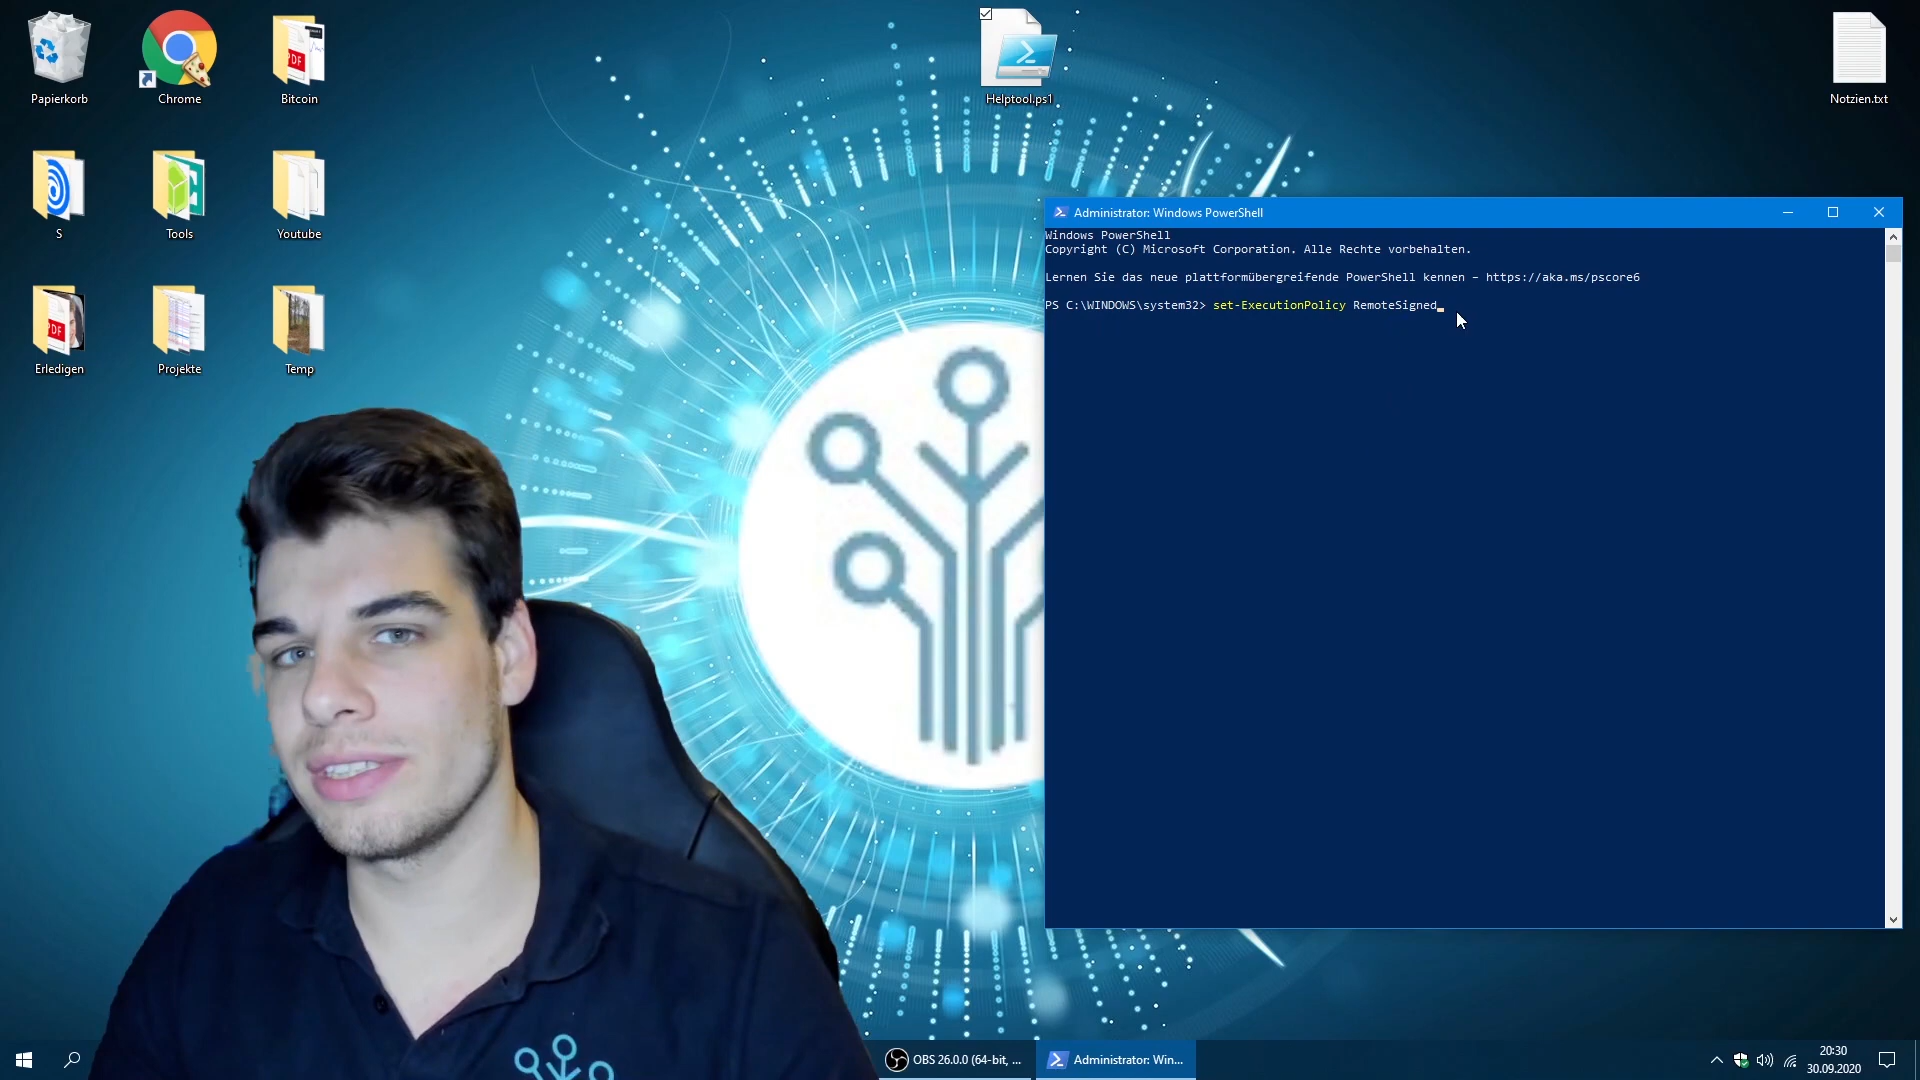 Papierkorb
Chrome
Bitcoin
Helptool.ps1
Notzien.txt
S
Tools
Youtube
Erledigen
Projekte
Temp
PDF
PDF
Administrator: Windows PowerShell
Windows PowerShell
Copyright (C) Microsoft Corporation. Alle Rechte vorbehalten.
Lernen Sie das neue plattformübergreifende PowerShell kennen – https://aka.ms/pscore6
PS C:\WINDOWS\system32> set-ExecutionPolicy RemoteSigned
OBS 26.0.0 (64-bit, ...
Administrator: Win...
20:30
30.09.2020